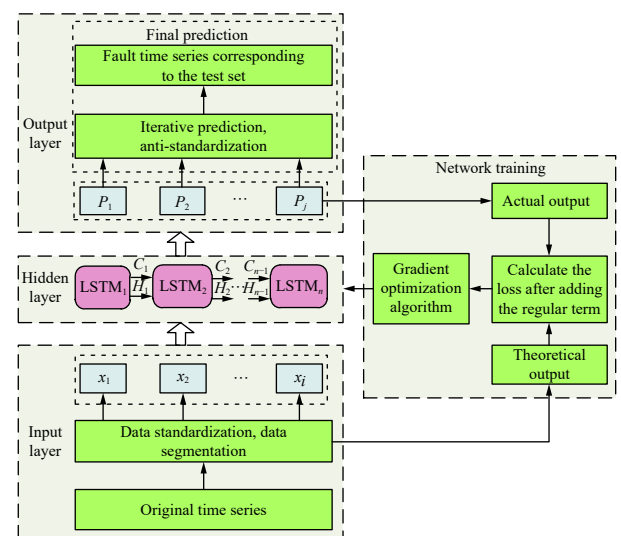 Final prediction
Fault time series corresponding
to the test set
Output
layer
Iterative prediction,
anti-standardization
P1 P2 ... Pj
Network training
Actual output
Calculate the
loss after adding
the regular term
Gradient
optimization
algorithm
Theoretical
output
Hidden
layer
C1 C2 Cn−1
LSTM1 LSTM2 LSTMn
H1 H2 ... Hn−1
x1 x2 ... xi
Input
layer
Data standardization, data
segmentation
Original time series